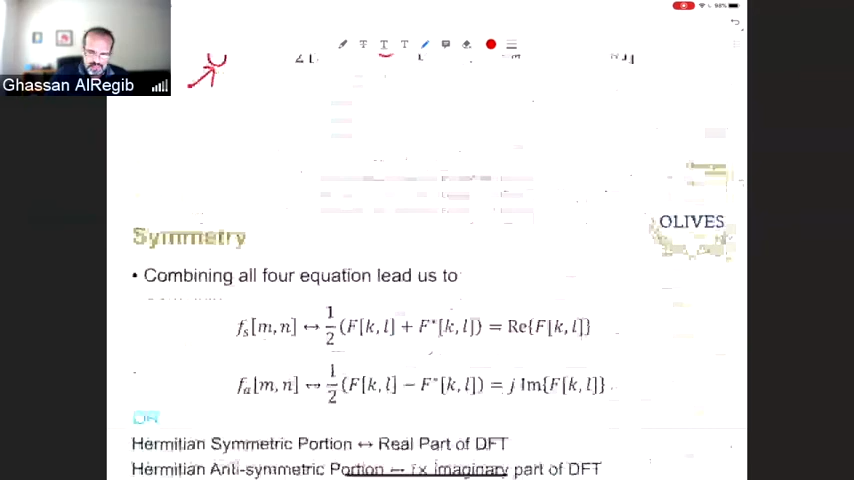 98%
Ghassan AlRegib
OLIVES
Symmetry
• Combining all four equation lead us to
f_s[m, n] ↔ 1/2 (F[k, l] + F*[k, l]) = Re{F[k, l]}
f_a[m, n] ↔ 1/2 (F[k, l] − F*[k, l]) = j Im{F[k, l]}
Hermitian Symmetric Portion ↔ Real Part of DFT
Hermitian Anti-symmetric Portion ↔ imaginary part of DFT